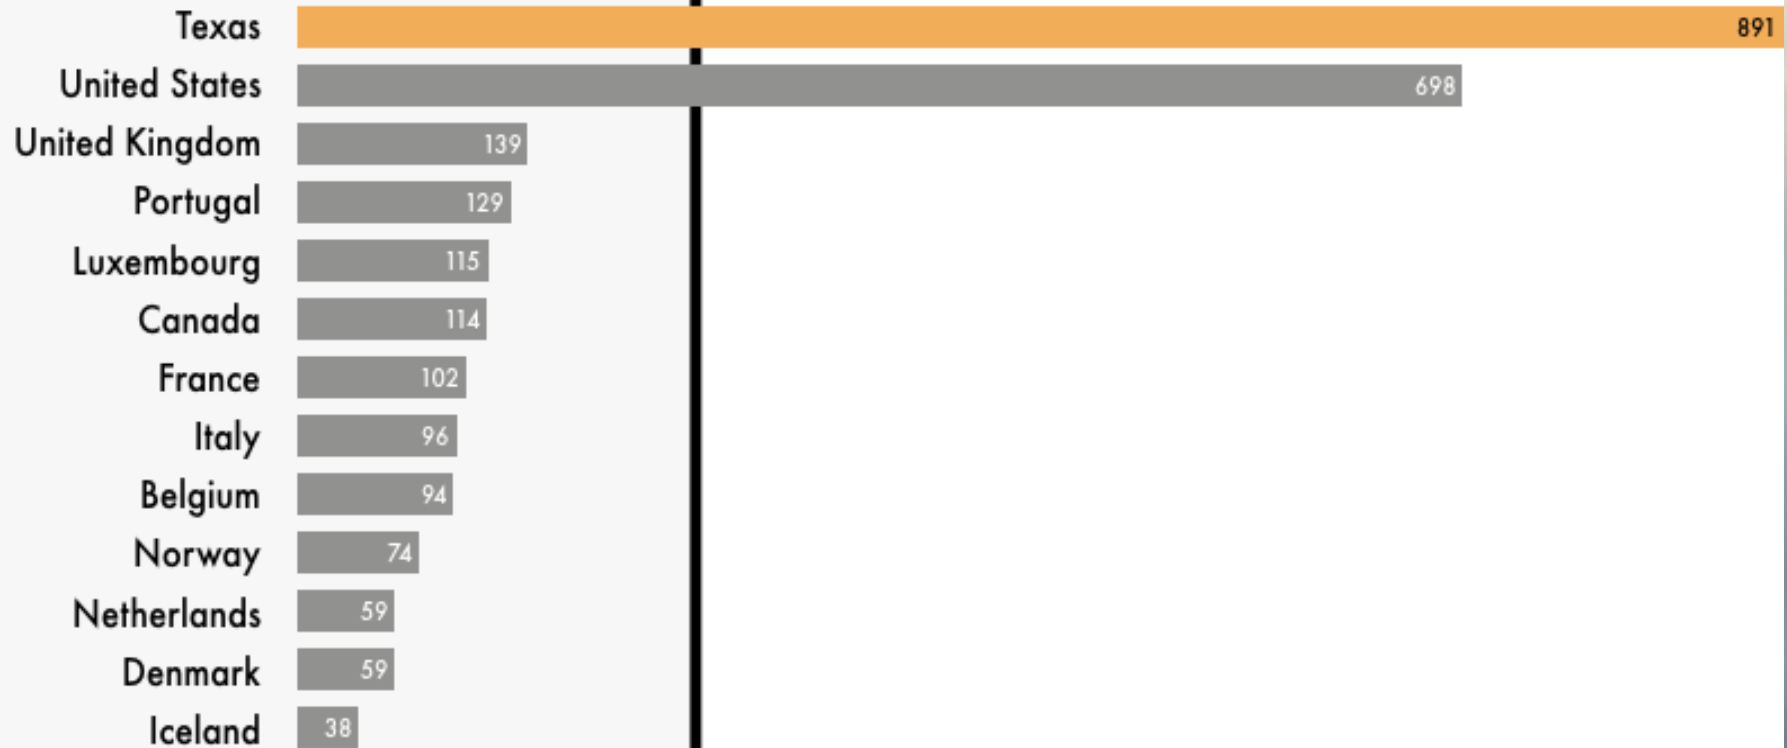 Texas 891
United States 698
United Kingdom 139
Portugal 129
Luxembourg 115
Canada 114
France 102
Italy 96
Belgium 94
Norway 74
Netherlands 59
Denmark 59
Iceland 38